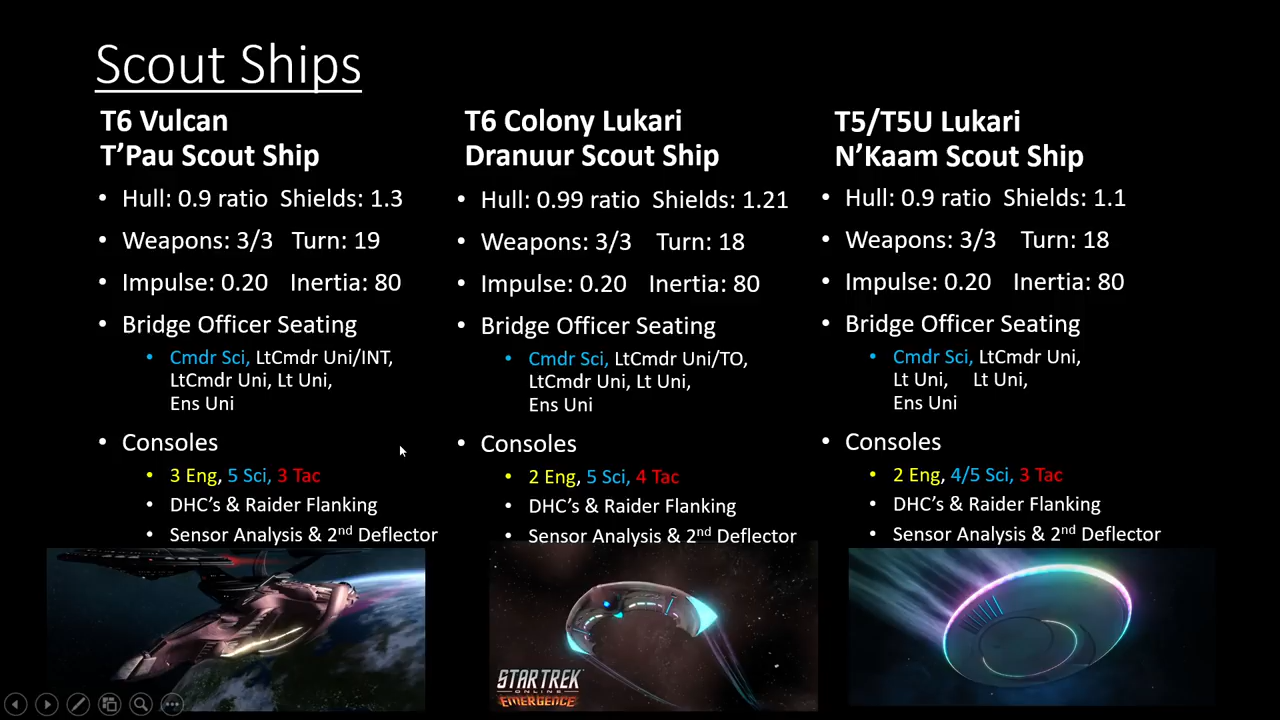 Scout Ships
T6 Vulcan
T'Pau Scout Ship
• Hull: 0.9 ratio Shields: 1.3
• Weapons: 3/3 Turn: 19
• Impulse: 0.20 Inertia: 80
• Bridge Officer Seating
• Cmdr Sci, LtCmdr Uni/INT,
LtCmdr Uni, Lt Uni,
Ens Uni
• Consoles
• 3 Eng, 5 Sci, 3 Tac
• DHC's & Raider Flanking
• Sensor Analysis & 2nd Deflector
T6 Colony Lukari
Dranuur Scout Ship
• Hull: 0.99 ratio Shields: 1.21
• Weapons: 3/3 Turn: 18
• Impulse: 0.20 Inertia: 80
• Bridge Officer Seating
• Cmdr Sci, LtCmdr Uni/TO,
LtCmdr Uni, Lt Uni,
Ens Uni
• Consoles
• 2 Eng, 5 Sci, 4 Tac
• DHC's & Raider Flanking
• Sensor Analysis & 2nd Deflector
STAR TREK
ONLINE
EMERGENCE
T5/T5U Lukari
N'Kaam Scout Ship
• Hull: 0.9 ratio Shields: 1.1
• Weapons: 3/3 Turn: 18
• Impulse: 0.20 Inertia: 80
• Bridge Officer Seating
• Cmdr Sci, LtCmdr Uni,
Lt Uni, Lt Uni,
Ens Uni
• Consoles
• 2 Eng, 4/5 Sci, 3 Tac
• DHC's & Raider Flanking
• Sensor Analysis & 2nd Deflector